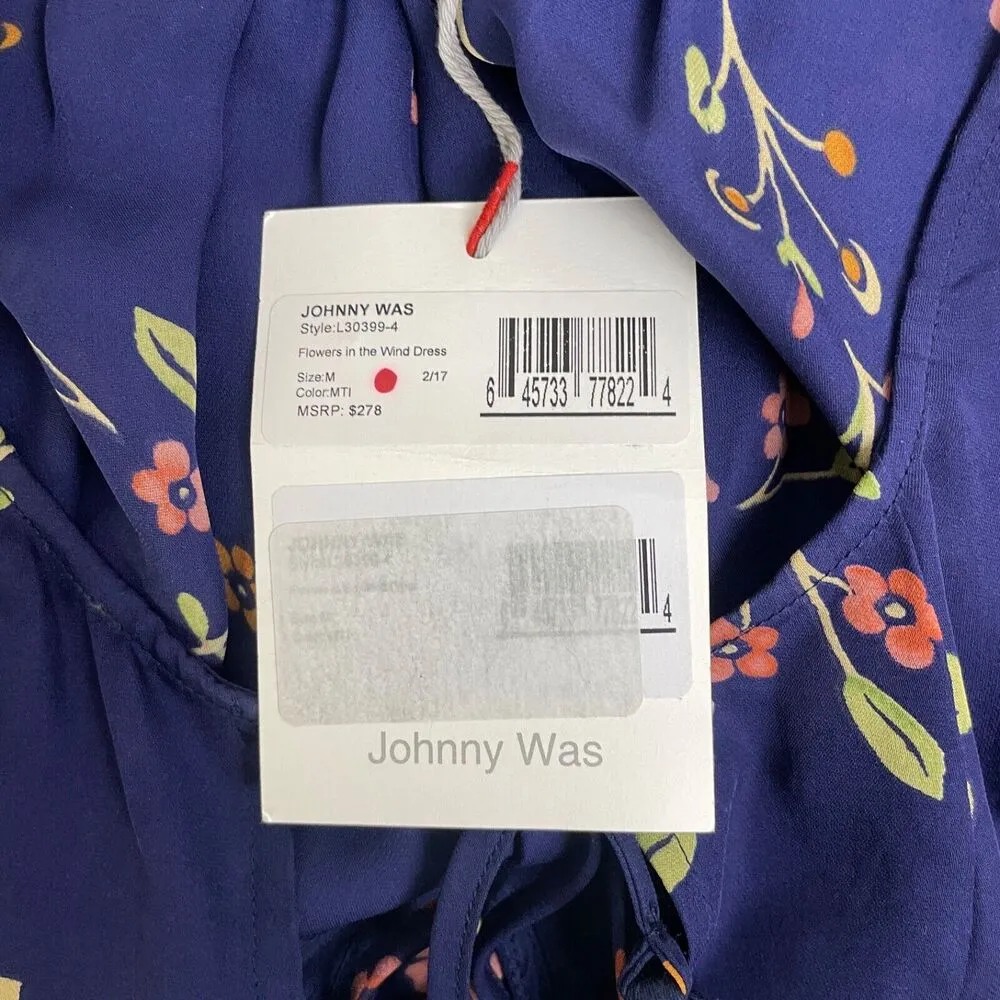 JOHNNY WAS
Style:L30399-4
Flowers in the Wind Dress
Size:M 2/17
Color:MTI
MSRP: $278
6 45733 77822 4
4
Johnny Was